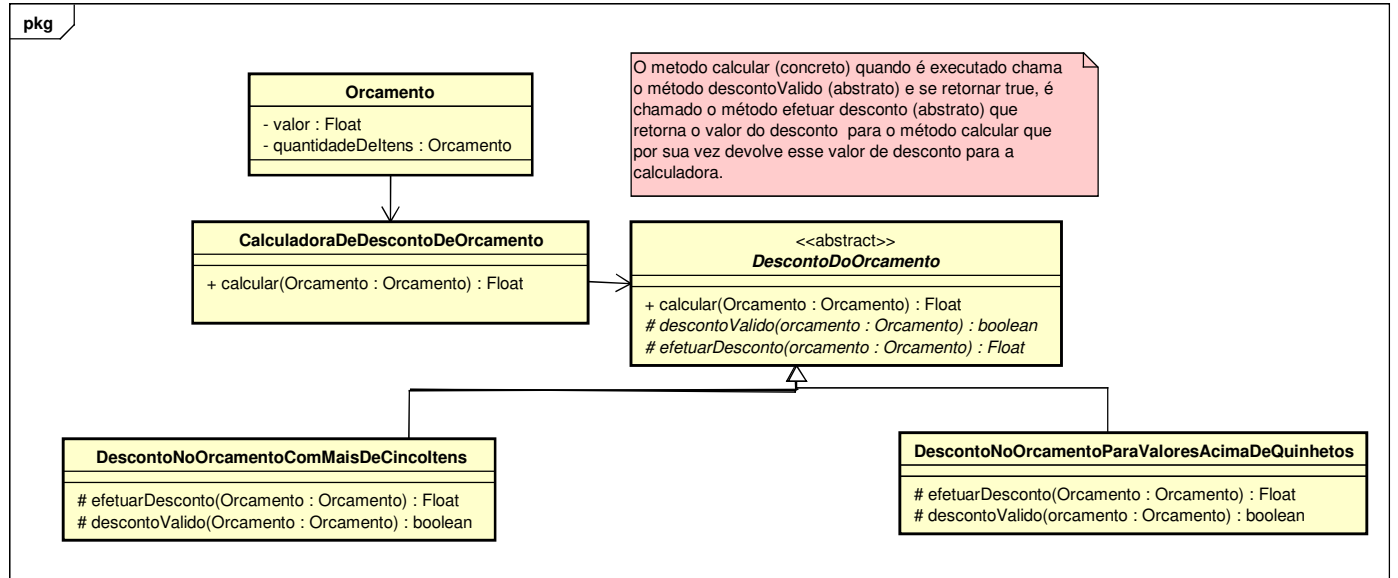 pkg
Orcamento
- valor : Float
- quantidadeDeItens : Orcamento
O metodo calcular (concreto) quando é executado chama
o método descontoValido (abstrato) e se retornar true, é
chamado o método efetuar desconto (abstrato) que
retorna o valor do desconto para o método calcular que
por sua vez devolve esse valor de desconto para a
calculadora.
CalculadoraDeDescontoDeOrcamento
+ calcular(Orcamento : Orcamento) : Float
<<abstract>>
DescontoDoOrcamento
+ calcular(Orcamento : Orcamento) : Float
# descontoValido(orcamento : Orcamento) : boolean
# efetuarDesconto(orcamento : Orcamento) : Float
DescontoNoOrcamentoComMaisDeCincoItens
# efetuarDesconto(Orcamento : Orcamento) : Float
# descontoValido(Orcamento : Orcamento) : boolean
DescontoNoOrcamentoParaValoresAcimaDeQuinhetos
# efetuarDesconto(Orcamento : Orcamento) : Float
# descontoValido(orcamento : Orcamento) : boolean